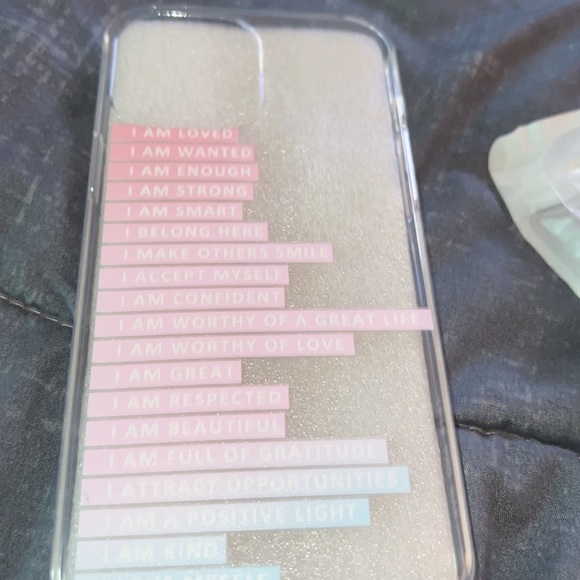 I AM LOVED
I AM WANTED
I AM ENOUGH
I AM STRONG
I AM SMART
I BELONG HERE
I MAKE OTHERS SMILE
I ACCEPT MYSELF
I AM CONFIDENT
I AM WORTHY OF A GREAT LIFE
I AM WORTHY OF LOVE
I AM GREAT
I AM RESPECTED
I AM BEAUTIFUL
I AM FULL OF GRATITUDE
I ATTRACT OPPORTUNITIES
I AM A POSITIVE LIGHT
I AM KIND
MYSELF